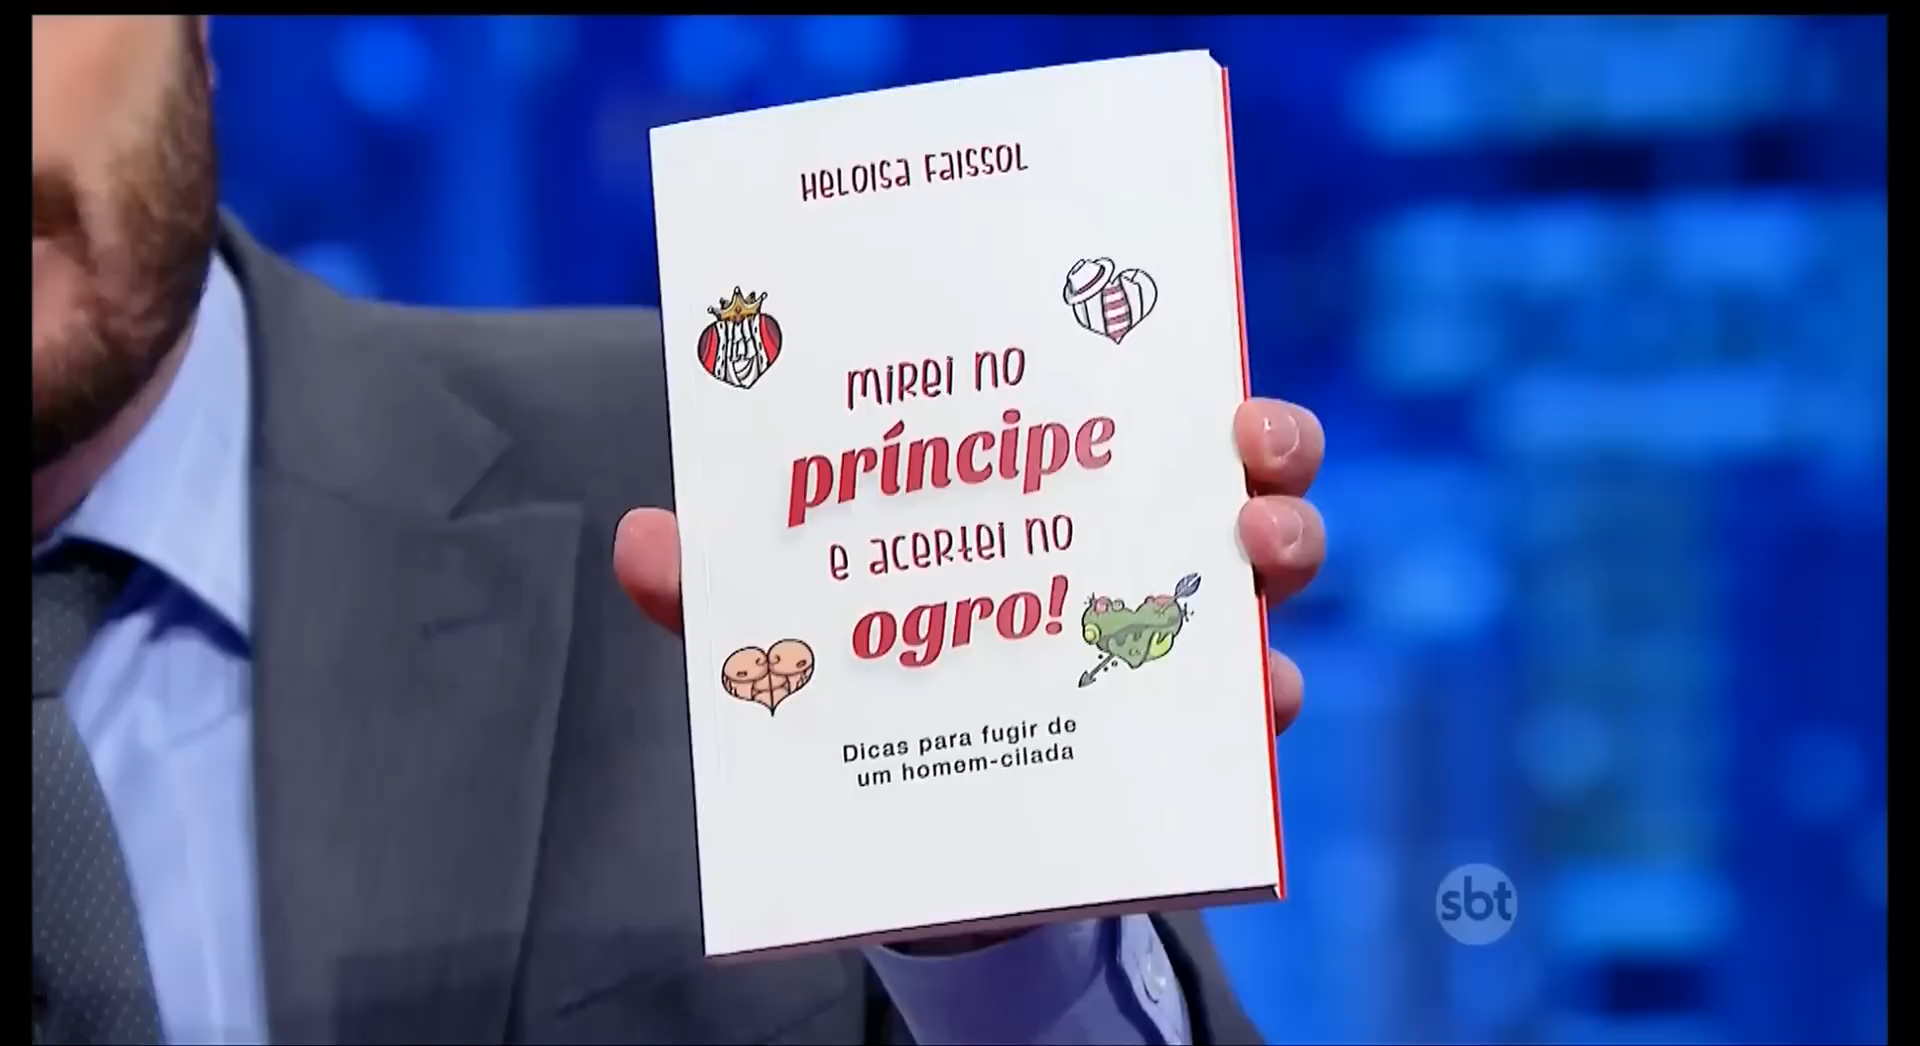 Heloisa Faissol
mirei no
príncipe
e acertei no
ogro!
Dicas para fugir de
um homem-cilada
sbt